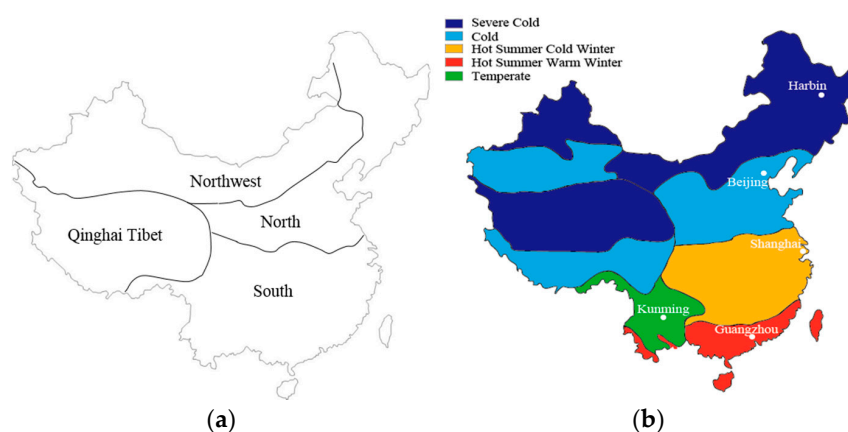 Northwest
Qinghai Tibet
North
South
(a)
Severe Cold
Cold
Hot Summer Cold Winter
Hot Summer Warm Winter
Temperate
Harbin
Beijing
Shanghai
Kunming
Guangzhou
(b)